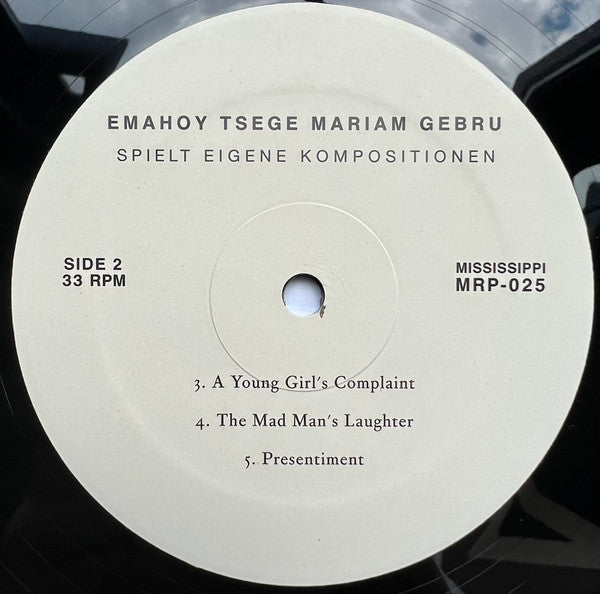 EMAHOY TSEGE MARIAM GEBRU
SPIELT EIGENE KOMPOSITIONEN
SIDE 2
33 RPM
MISSISSIPPI
MRP-025
3. A Young Girl's Complaint
4. The Mad Man's Laughter
5. Presentiment